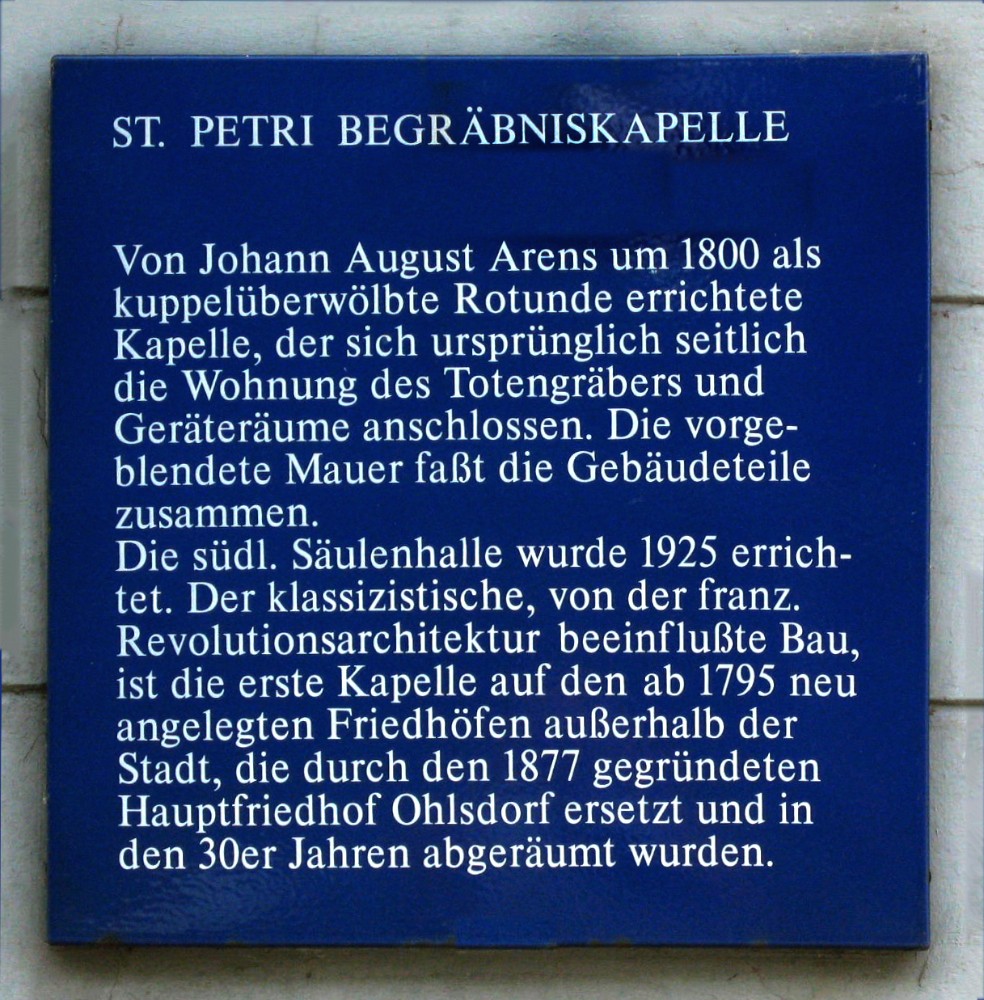 ST. PETRI BEGRÄBNISKAPELLE
Von Johann August Arens um 1800 als
kuppelüberwölbte Rotunde errichtete
Kapelle, der sich ursprünglich seitlich
die Wohnung des Totengräbers und
Geräteräume anschlossen. Die vorge-
blendete Mauer faßt die Gebäudeteile
zusammen.
Die südl. Säulenhalle wurde 1925 errich-
tet. Der klassizistische, von der franz.
Revolutionsarchitektur beeinflußte Bau,
ist die erste Kapelle auf den ab 1795 neu
angelegten Friedhöfen außerhalb der
Stadt, die durch den 1877 gegründeten
Hauptfriedhof Ohlsdorf ersetzt und in
den 30er Jahren abgeräumt wurden.